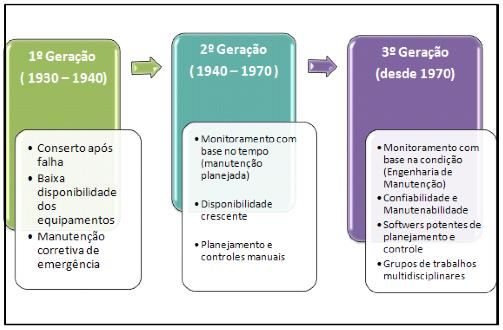 1º Geração
( 1930 – 1940)
• Conserto após
falha
• Baixa
disponibilidade
dos
equipamentos
• Manutenção
corretiva de
emergência
2º Geração
( 1940 – 1970 )
• Monitoramento com
base no tempo
(manutenção
planejada)
• Disponibilidade
crescente
• Planejamento e
controles manuais
3º Geração
(desde 1970)
• Monitoramento com
base na condição
(Engenharia de
Manutenção)
• Confiabilidade e
Manutenabilidade
• Softwers potentes de
planejamento e
controle
• Grupos de trabalhos
multidisciplinares